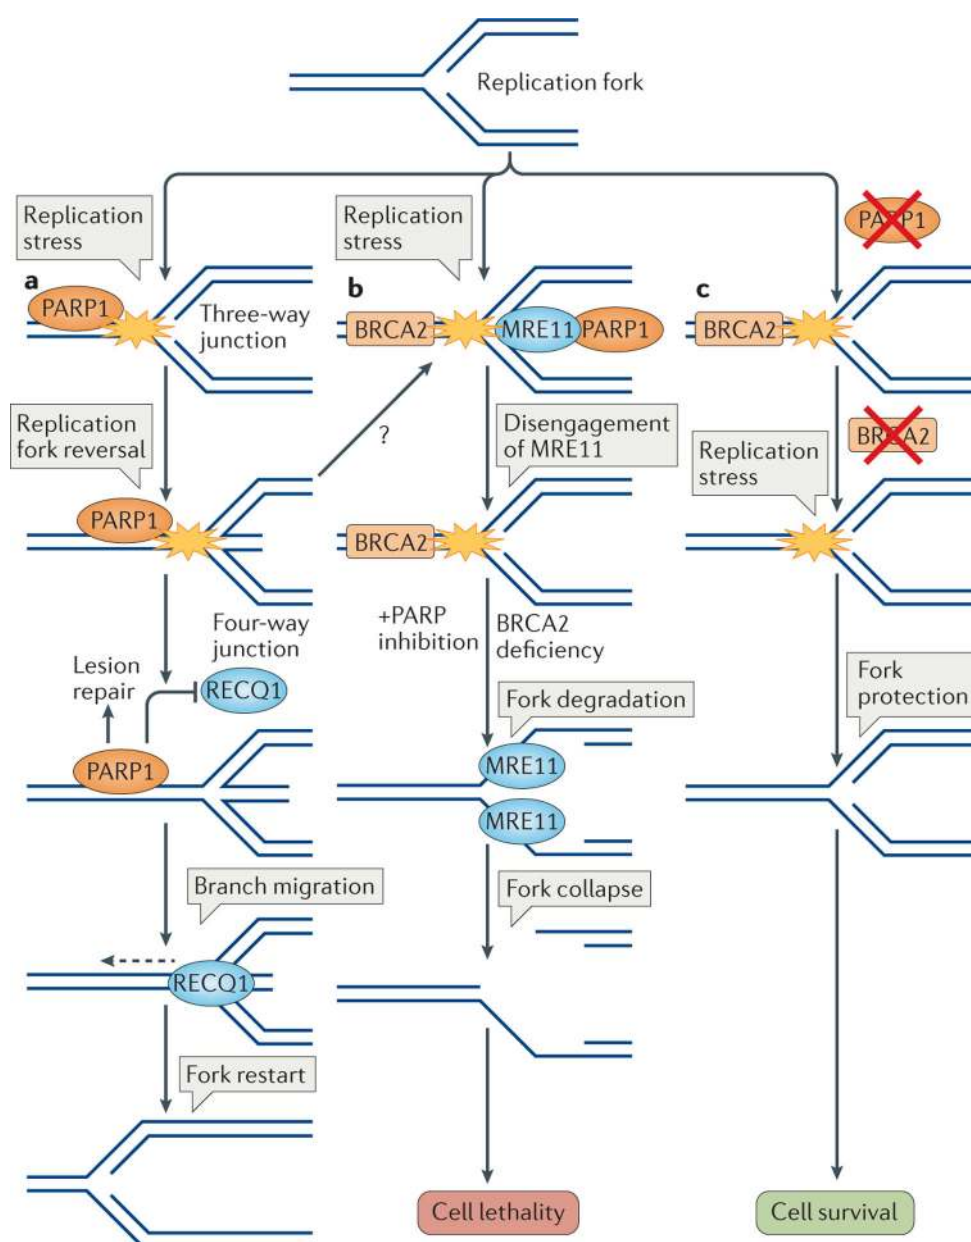 Replication fork
Replication
stress
Replication
stress
PARP1
a
PARP1
Three-way
junction
b
BRCA2
MRE11
PARP1
c
BRCA2
Replication
fork reversal
?
Disengagement
of MRE11
BRCA2
Replication
stress
PARP1
BRCA2
Four-way
junction
+PARP
inhibition
BRCA2
deficiency
Lesion
repair
RECQ1
Fork degradation
Fork
protection
PARP1
MRE11
MRE11
Branch migration
Fork collapse
RECQ1
Fork restart
Cell lethality
Cell survival